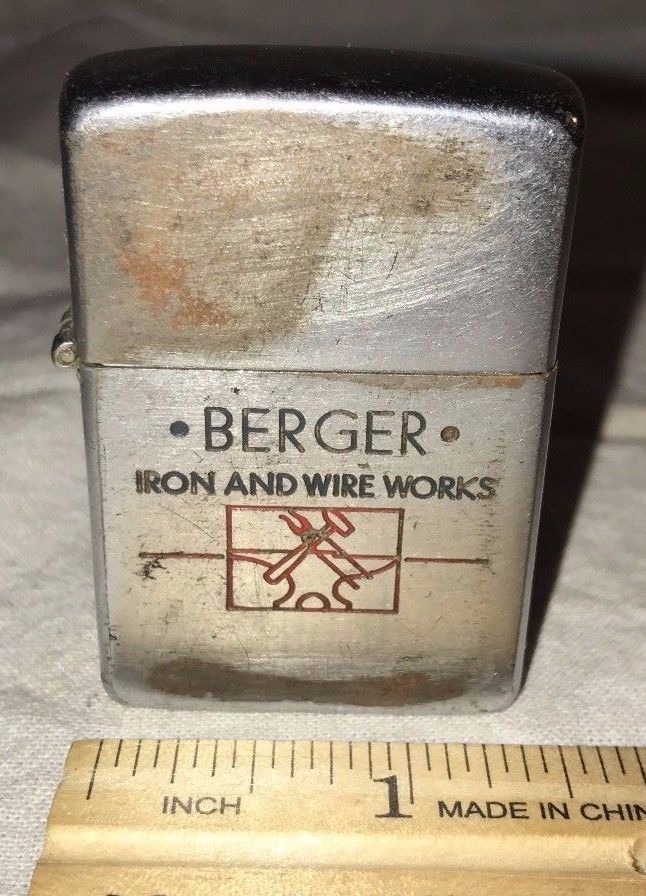 • BERGER •
IRON AND WIRE WORKS
INCH 1 MADE IN CHIN